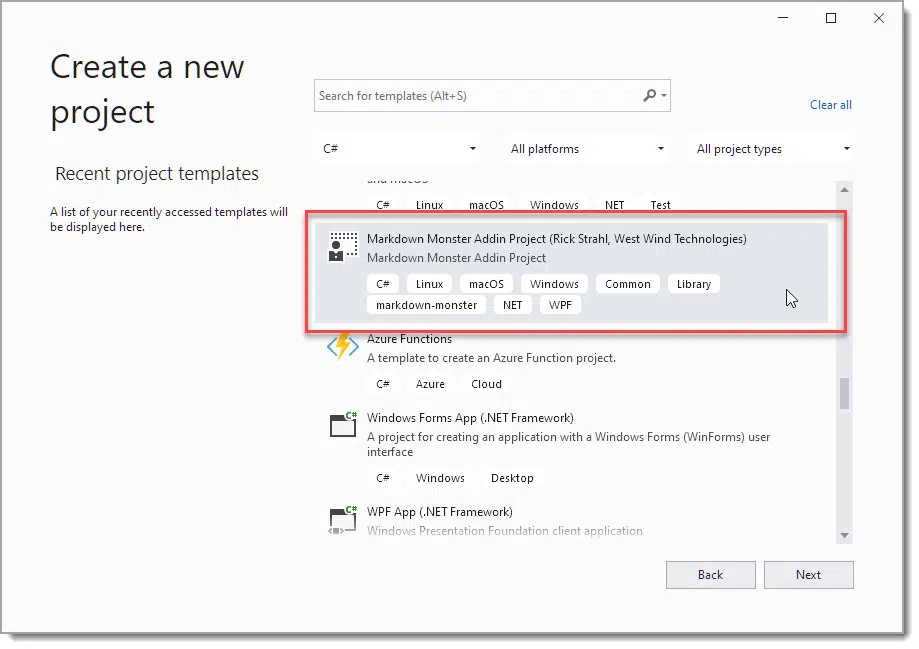 Create a new
project
Search for templates (Alt+S)
Clear all
C#
All platforms
All project types
Recent project templates
A list of your recently accessed templates will
be displayed here.
and macOS
C# Linux macOS Windows NET Test
Markdown Monster Addin Project (Rick Strahl, West Wind Technologies)
Markdown Monster Addin Project
C# Linux macOS Windows Common Library
markdown-monster NET WPF
Azure Functions
A template to create an Azure Function project.
C# Azure Cloud
C#
Windows Forms App (.NET Framework)
A project for creating an application with a Windows Forms (WinForms) user
interface
C# Windows Desktop
C#
WPF App (.NET Framework)
Windows Presentation Foundation client application
Back
Next